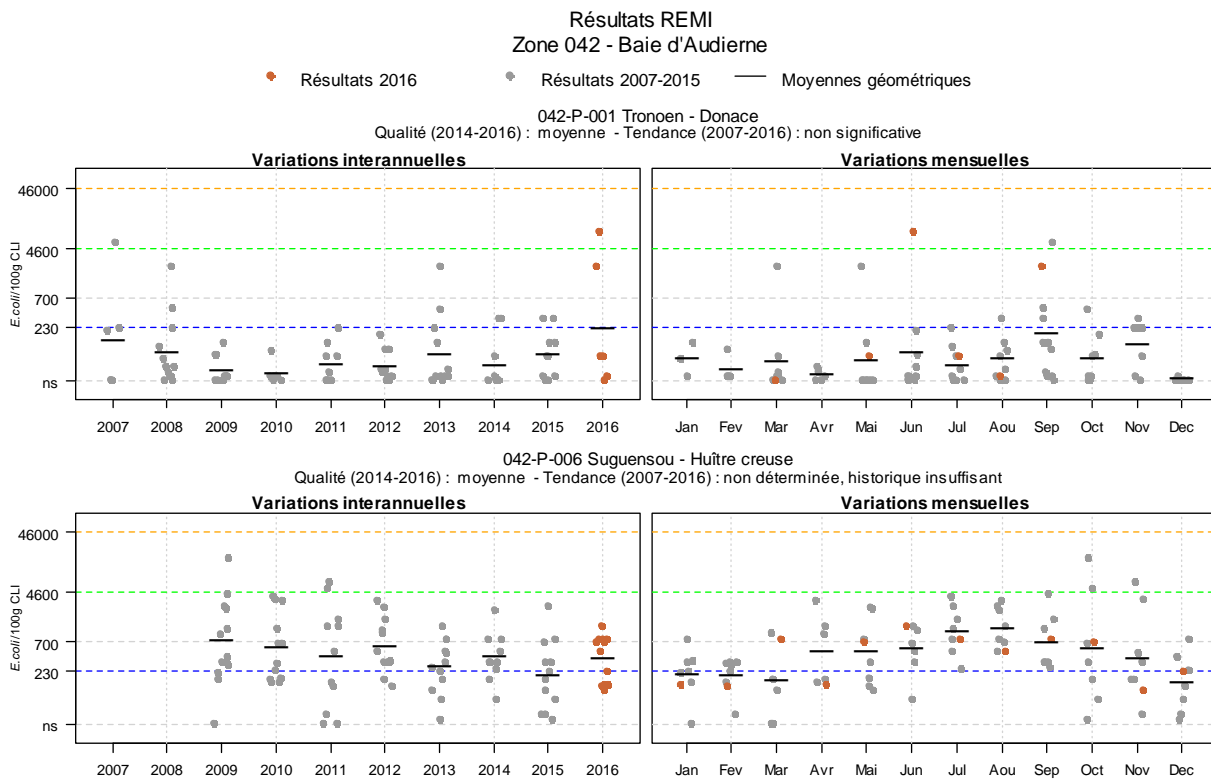 Résultats REMI
Zone 042 - Baie d'Audierne
Résultats 2016 Résultats 2007-2015 Moyennes géométriques
042-P-001 Tronoen - Donace
Qualité (2014-2016) : moyenne - Tendance (2007-2016) : non significative
Variations interannuelles Variations mensuelles
E.coli/100g CLI
46000
4600
700
230
ns
2007 2008 2009 2010 2011 2012 2013 2014 2015 2016 Jan Fev Mar Avr Mai Jun Jul Aou Sep Oct Nov Dec
042-P-006 Suguensou - Huître creuse
Qualité (2014-2016) : moyenne - Tendance (2007-2016) : non déterminée, historique insuffisant
Variations interannuelles Variations mensuelles
E.coli/100g CLI
46000
4600
700
230
ns
2007 2008 2009 2010 2011 2012 2013 2014 2015 2016 Jan Fev Mar Avr Mai Jun Jul Aou Sep Oct Nov Dec